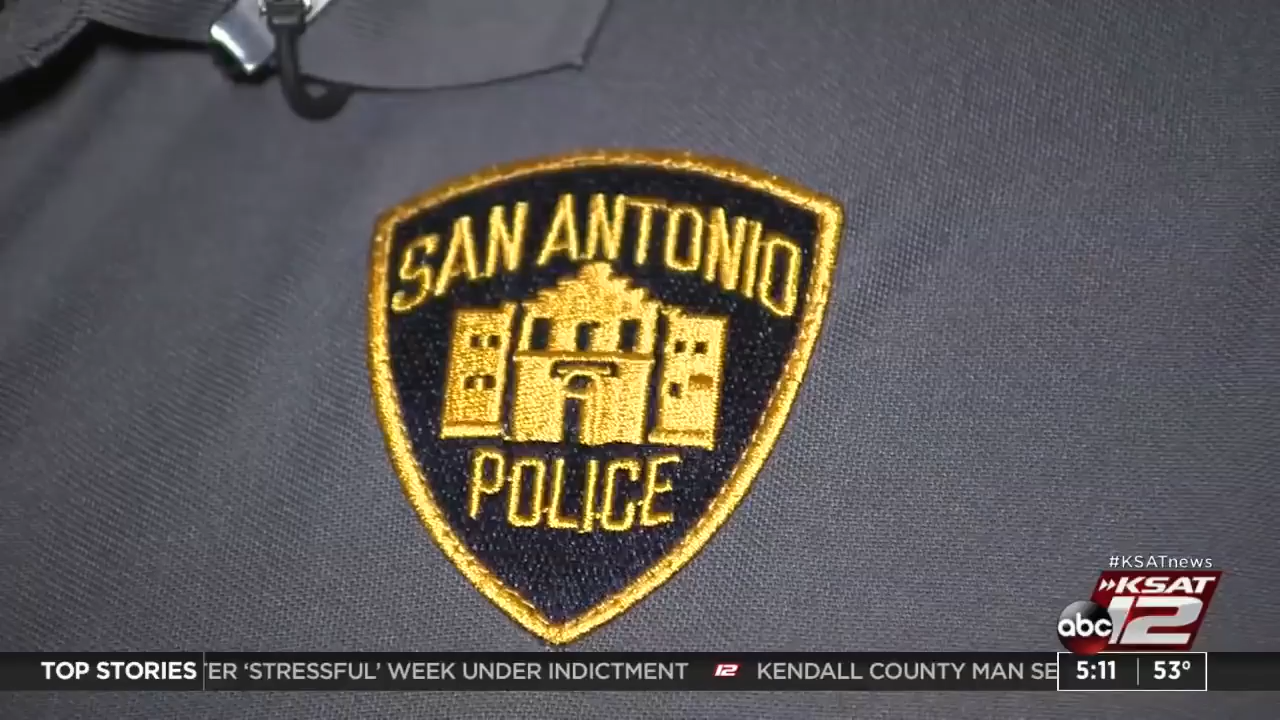 SAN ANTONIO
POLICE
#KSATnews
KSAT
abc 12
TOP STORIES ER ‘STRESSFUL’ WEEK UNDER INDICTMENT 12 KENDALL COUNTY MAN SE 5:11 53°